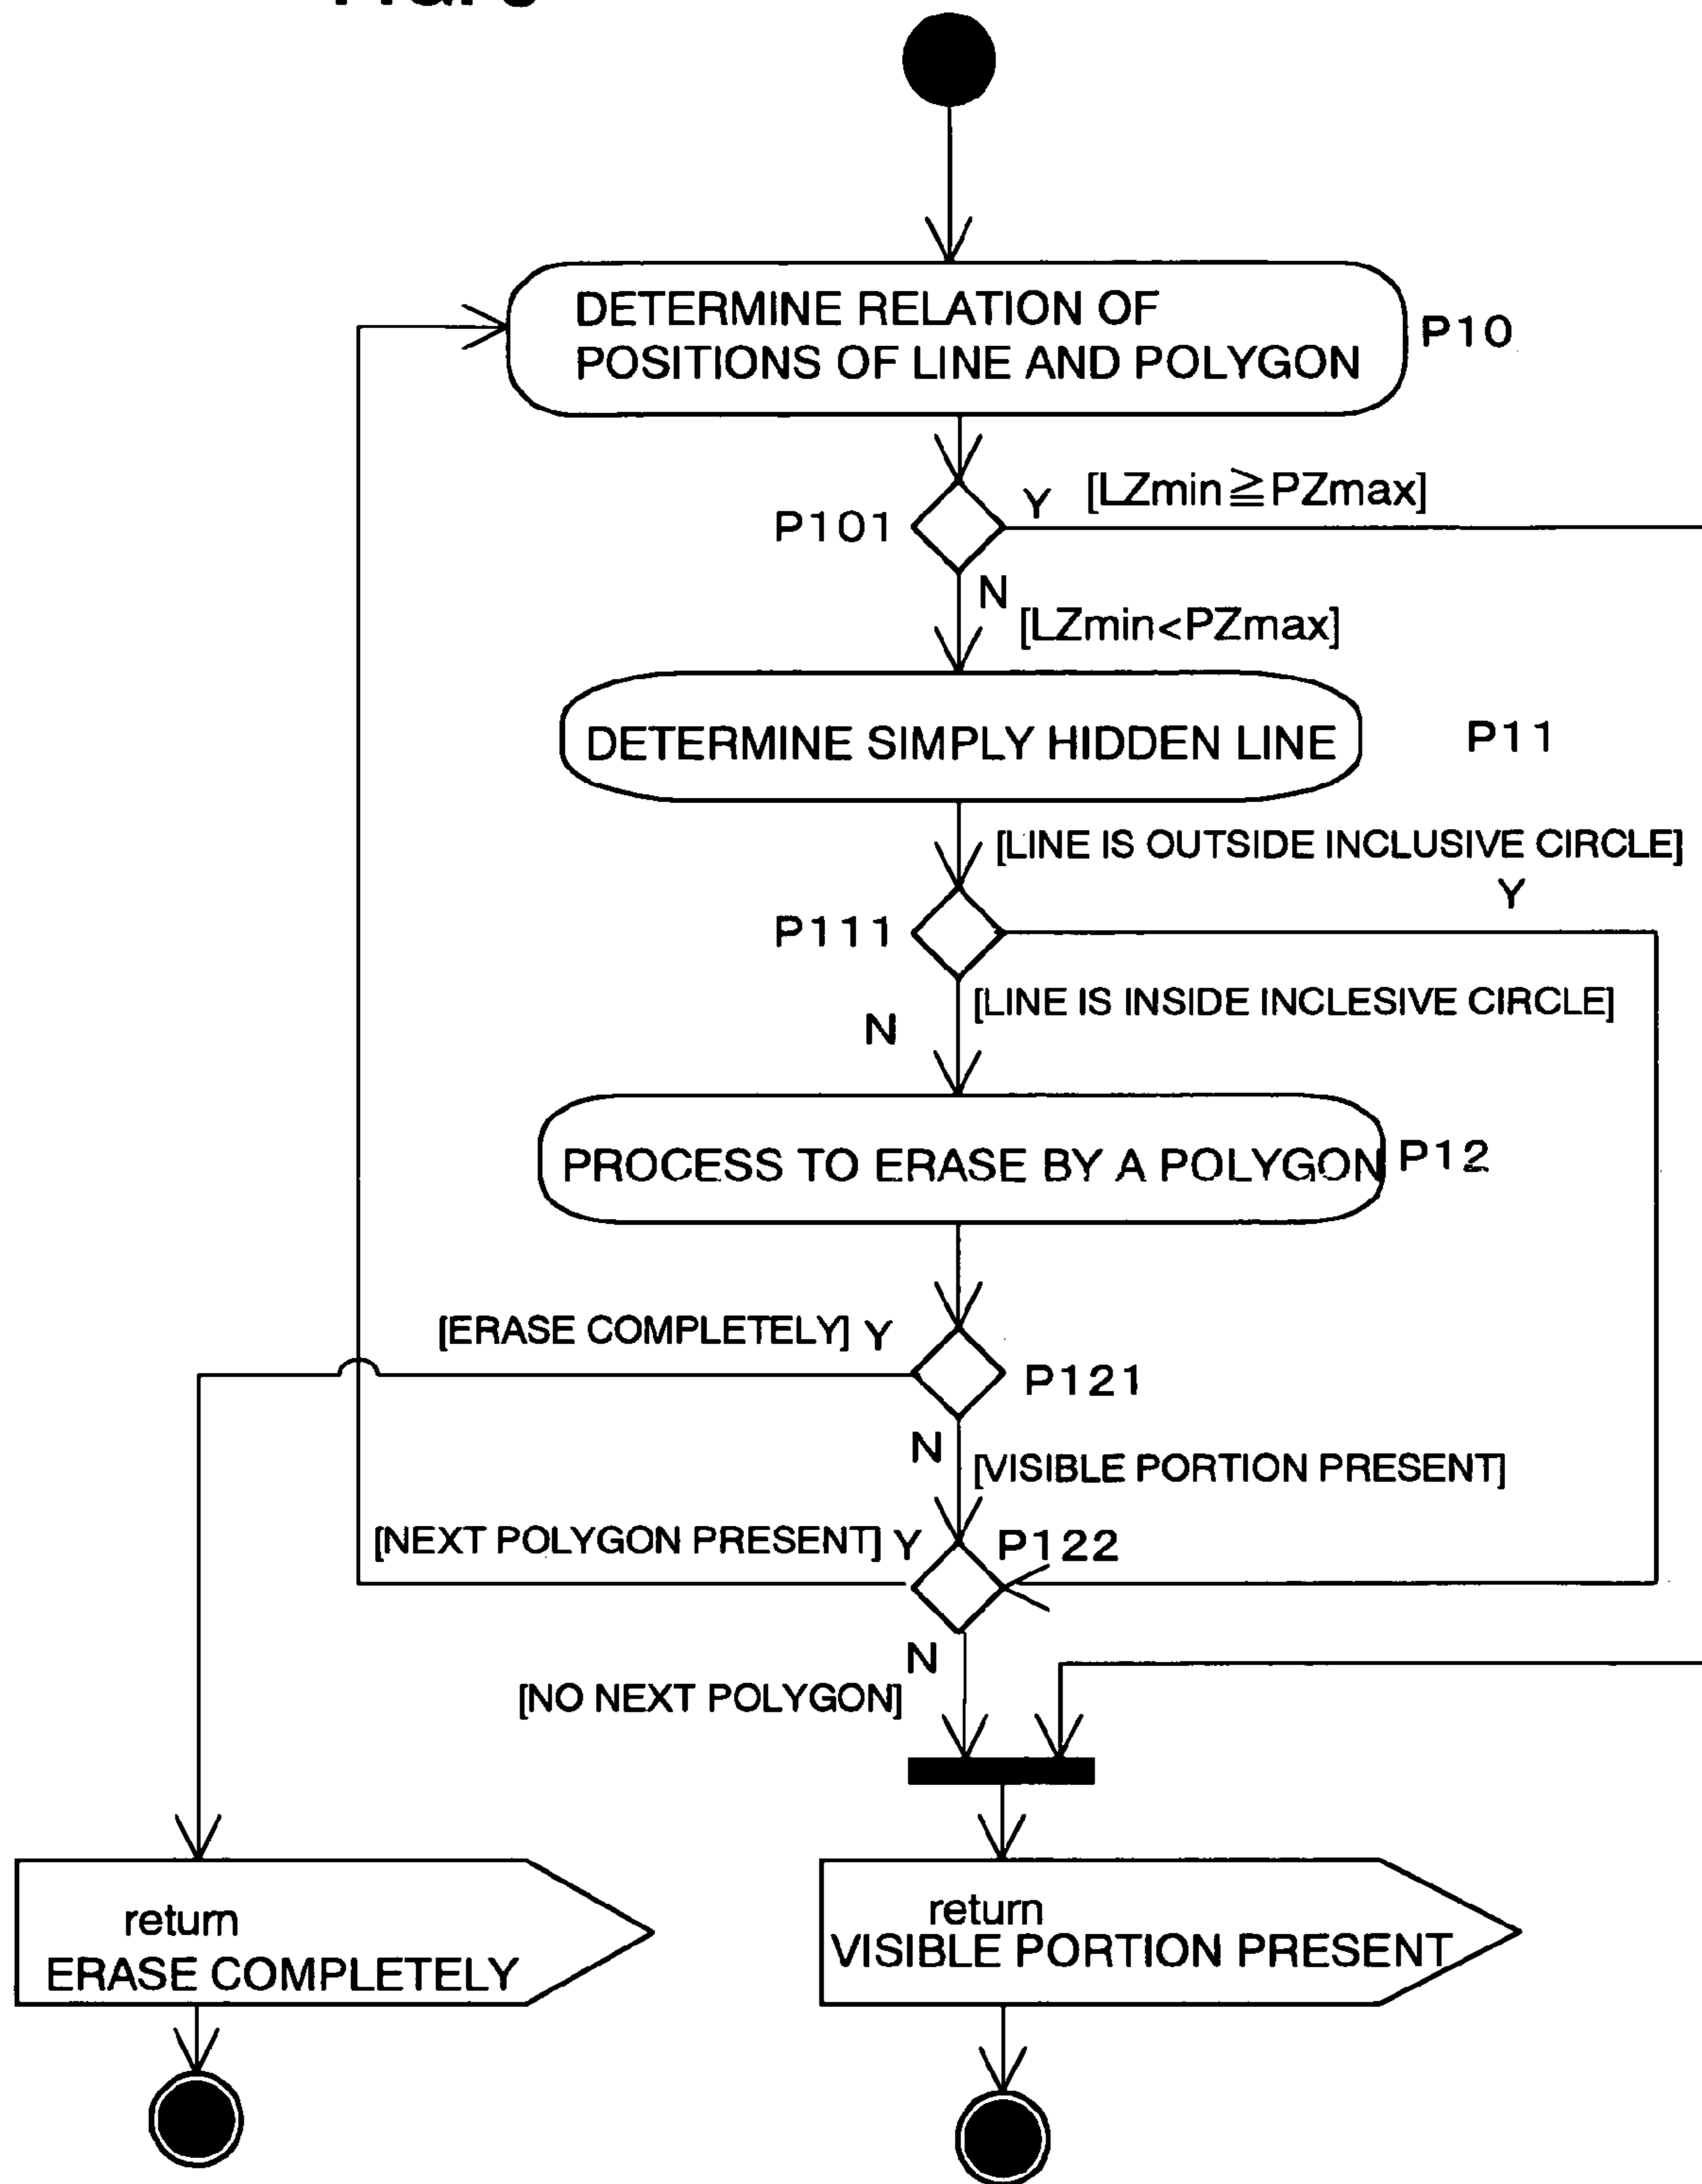 DETERMINE RELATION OF
POSITIONS OF LINE AND POLYGON
P10
Y [LZmin≧PZmax]
P101
N
[LZmin<PZmax]
DETERMINE SIMPLY HIDDEN LINE
P11
[LINE IS OUTSIDE INCLUSIVE CIRCLE]
Y
P111
[LINE IS INSIDE INCLESIVE CIRCLE]
N
PROCESS TO ERASE BY A POLYGON
P12
[ERASE COMPLETELY] Y
P121
N
[VISIBLE PORTION PRESENT]
[NEXT POLYGON PRESENT] Y
P122
N
[NO NEXT POLYGON]
return
ERASE COMPLETELY
return
VISIBLE PORTION PRESENT